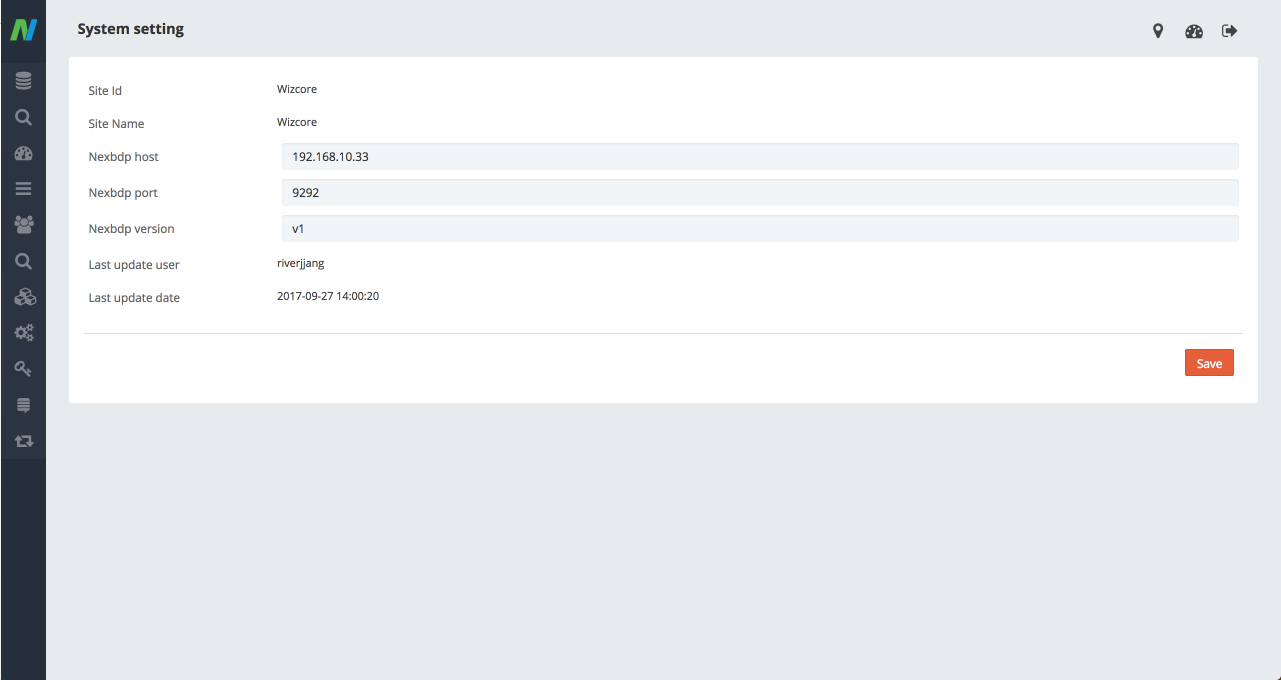 System setting
Site Id Wizcore
Site Name Wizcore
Nexbdp host 192.168.10.33
Nexbdp port 9292
Nexbdp version v1
Last update user riverjjang
Last update date 2017-09-27 14:00:20
Save